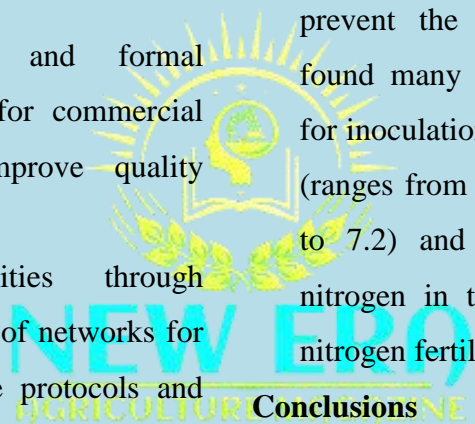 and formal
for commercial
improve quality
ities through
of networks for
protocols and
prevent the
found many
for inoculatio
(ranges from
to 7.2) and
nitrogen in t
nitrogen fertil
Conclusions
NEW ERA
AGRICULTURE MAGAZINE